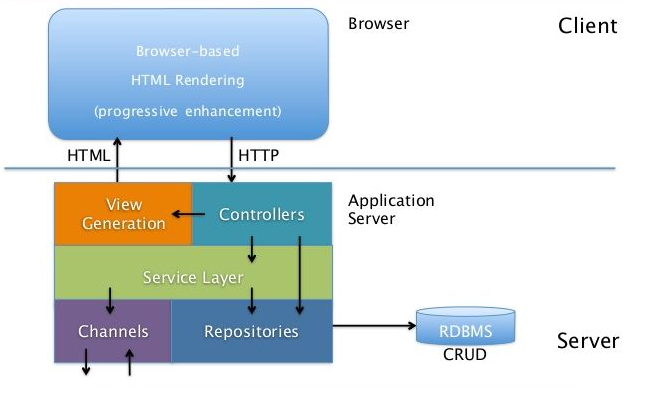 Browser
Client
Browser-based
HTML Rendering
(progressive enhancement)
HTML
HTTP
View
Generation
Controllers
Application
Server
Service Layer
Channels
Repositories
RDBMS
CRUD
Server